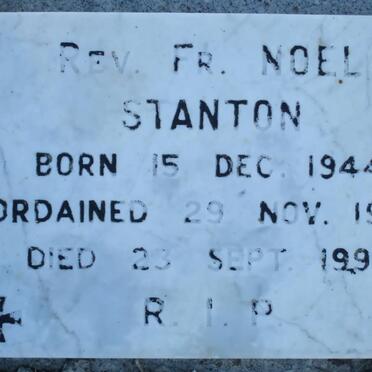 REV. FR. NOEL
STANTON
BORN 15 DEC. 1944
ORDAINED 29 NOV. 19
DIED 23 SEPT. 199
R.I.P